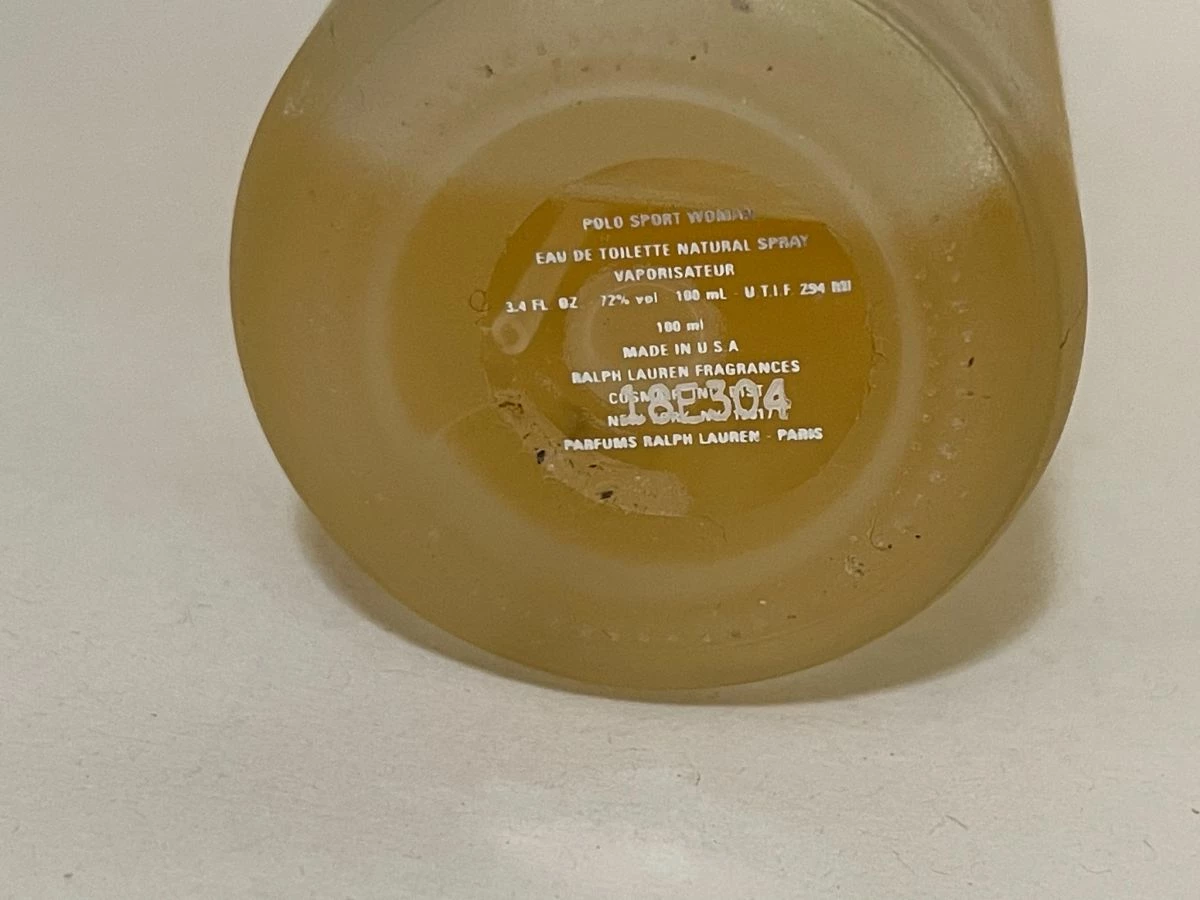 POLO SPORT WOMAN
EAU DE TOILETTE NATURAL SPRAY
VAPORISATEUR
3.4 FL OZ 72% vol 100 mL U.T.I.F. 294
100 ml
MADE IN U S A
RALPH LAUREN FRAGRANCES
18E304
PARFUMS RALPH LAUREN - PARIS